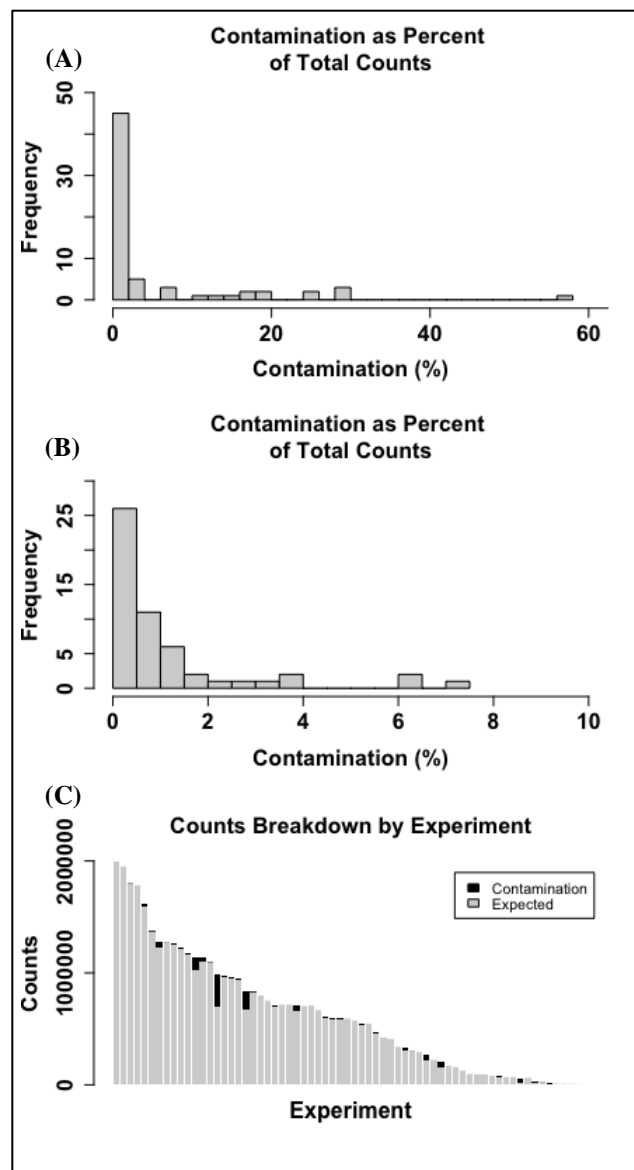 (A)
Contamination as Percent
of Total Counts
Frequency
50
30
10
0
0 20 40 60
Contamination (%)
(B)
Contamination as Percent
of Total Counts
Frequency
25
15
5
0
0 2 4 6 8 10
Contamination (%)
(C)
Counts Breakdown by Experiment
Counts
2000000
1000000
0
Contamination
Expected
Experiment